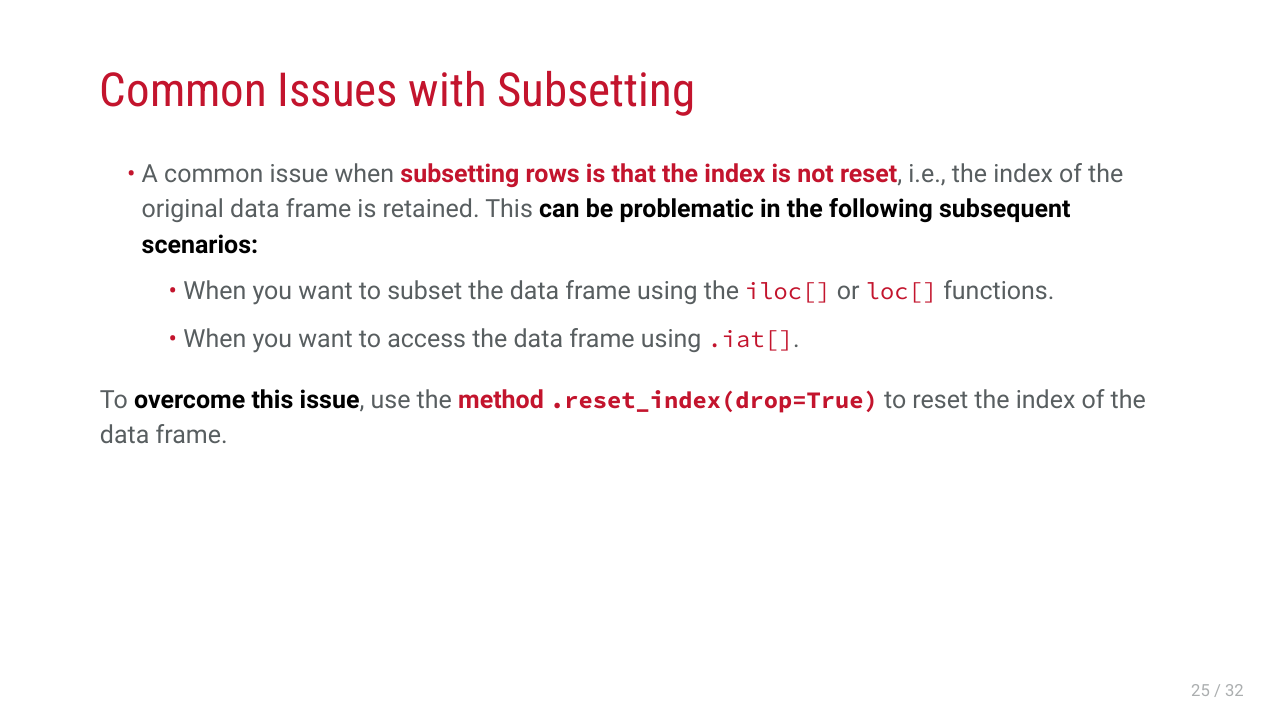 Common Issues with Subsetting
• A common issue when subsetting rows is that the index is not reset, i.e., the index of the
original data frame is retained. This can be problematic in the following subsequent
scenarios:
• When you want to subset the data frame using the iloc[] or loc[] functions.
• When you want to access the data frame using .iat[].
To overcome this issue, use the method .reset_index(drop=True) to reset the index of the
data frame.
25 / 32